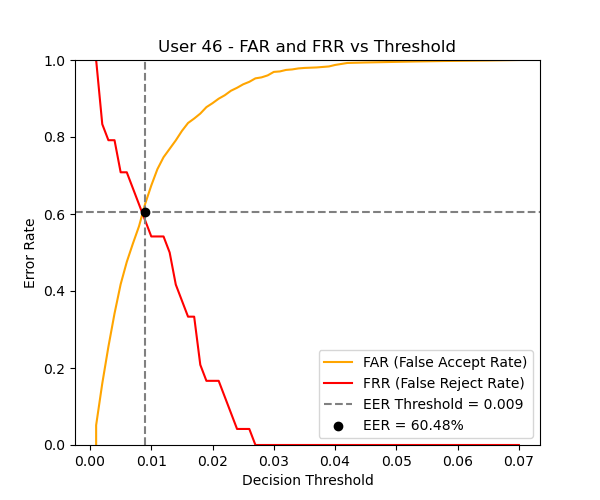 User 46 - FAR and FRR vs Threshold
1.0
0.8
0.6
0.4
0.2
0.0
Error Rate
FAR (False Accept Rate)
FRR (False Reject Rate)
EER Threshold = 0.009
EER = 60.48%
0.00 0.01 0.02 0.03 0.04 0.05 0.06 0.07
Decision Threshold